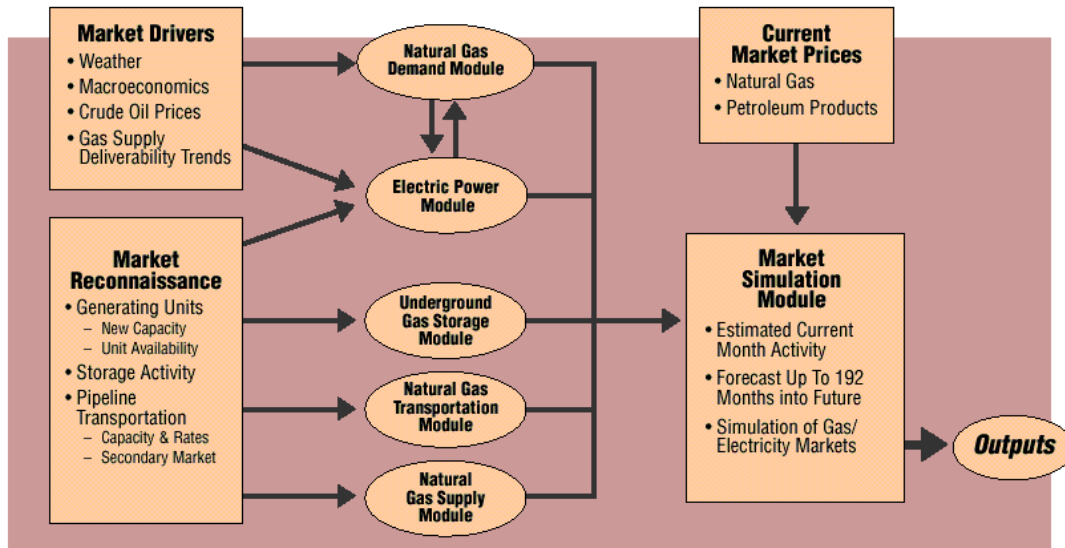 Market Drivers
• Weather
• Macroeconomics
• Crude Oil Prices
• Gas Supply
Deliverability Trends
Market
Reconnaissance
• Generating Units
– New Capacity
– Unit Availability
• Storage Activity
• Pipeline
Transportation
– Capacity & Rates
– Secondary Market
Natural Gas
Demand Module
Electric Power
Module
Underground
Gas Storage
Module
Natural Gas
Transportation
Module
Natural
Gas Supply
Module
Current
Market Prices
• Natural Gas
• Petroleum Products
Market
Simulation
Module
• Estimated Current
Month Activity
• Forecast Up To 192
Months into Future
• Simulation of Gas/
Electricity Markets
Outputs